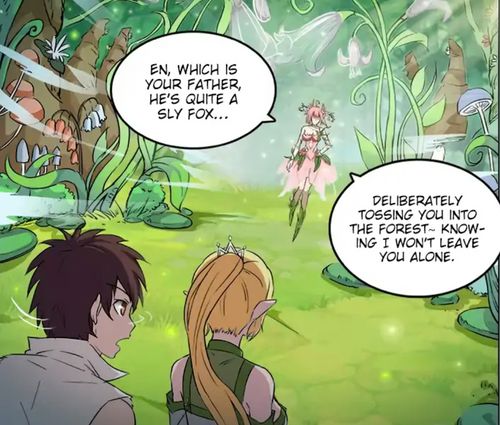 EN, WHICH IS
YOUR FATHER,
HE'S QUITE A
SLY FOX...
DELIBERATELY
TOSSING YOU INTO
THE FOREST~ KNOW-
ING I WON'T LEAVE
YOU ALONE.